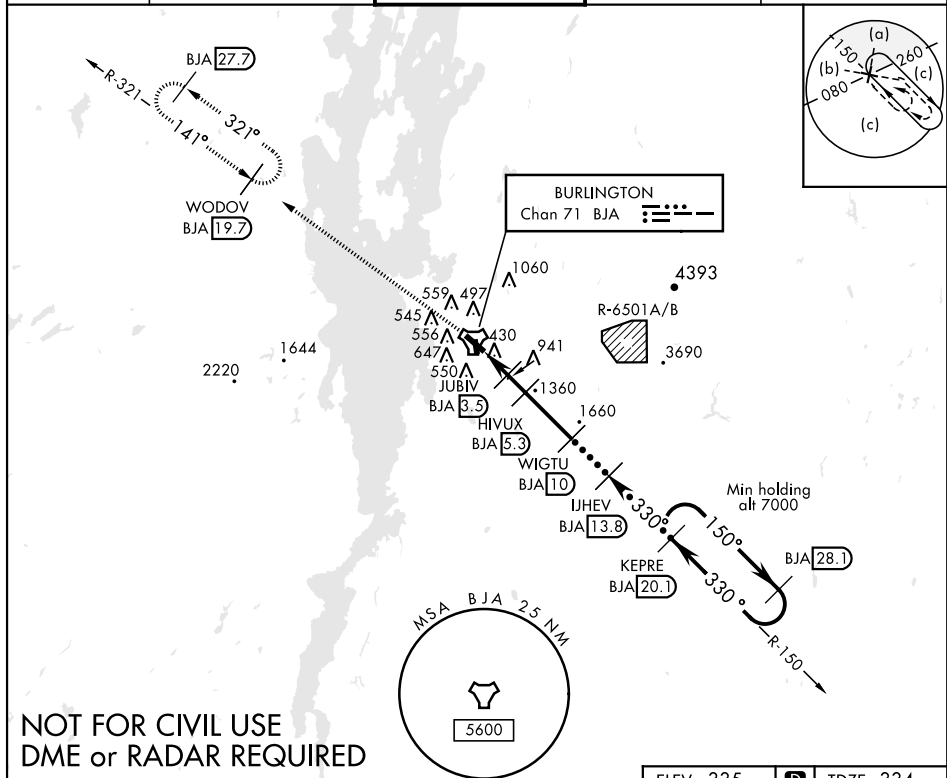 BJA 27.7
R-321
321°
141°
WODOV
BJA 19.7
(a)
150
260
(b)
(c)
080
(c)
BURLINGTON
Chan 71 BJA
1060
4393
559
497
545
R-6501A/B
556
430
941
3690
647
1644
550
2220
JUBIV
BJA 3.5
1360
HIVUX
BJA 5.3
1660
WIGTU
BJA 10
IJHEV
BJA 13.8
Min holding
alt 7000
330°
150°
KEPRE
BJA 20.1
BJA 28.1
330°
R-150
MSA BJA 25 NM
5600
NOT FOR CIVIL USE
DME or RADAR REQUIRED
ELEV 335
D
TDZE 334